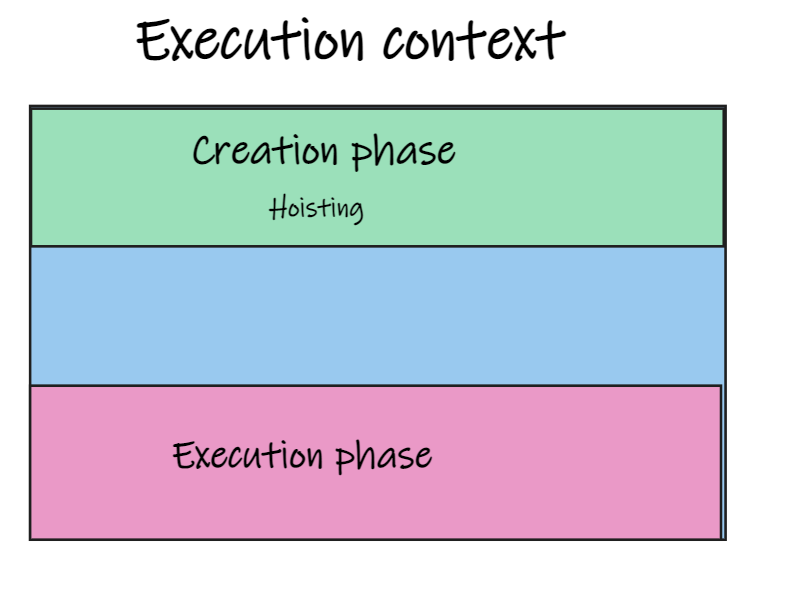 Execution context
Creation phase
Hoisting
Execution phase